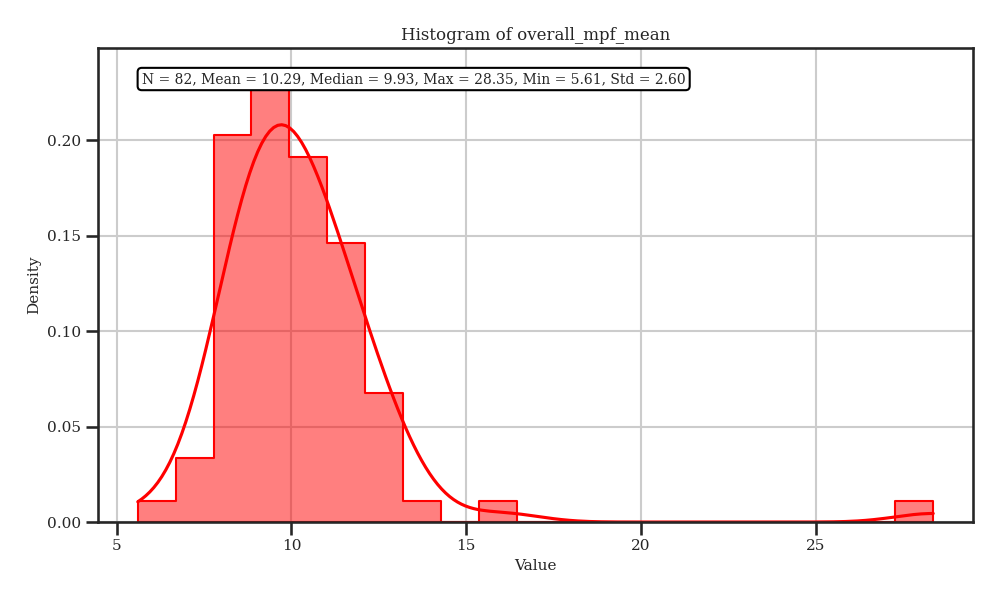 Histogram of overall_mpf_mean
N = 82, Mean = 10.29, Median = 9.93, Max = 28.35, Min = 5.61, Std = 2.60
Density
0.20
0.15
0.10
0.05
0.00
5 10 15 20 25
Value